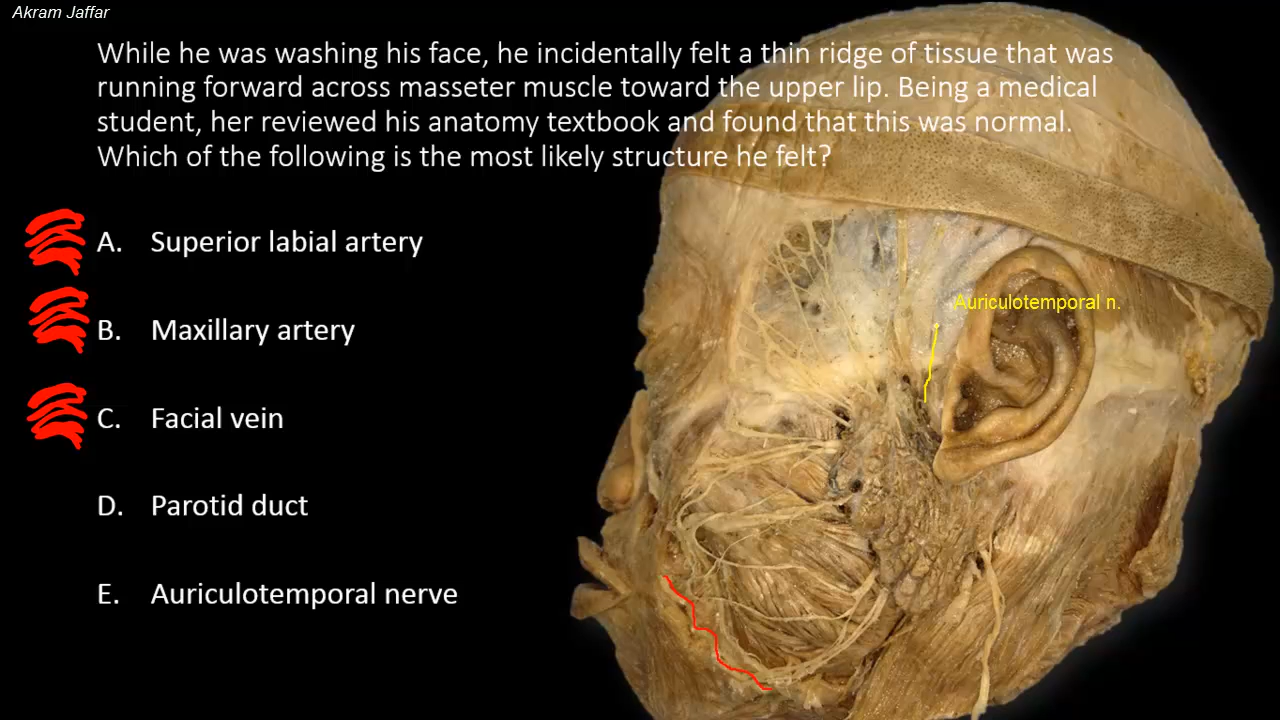 Akram Jaffar
While he was washing his face, he incidentally felt a thin ridge of tissue that was
running forward across masseter muscle toward the upper lip. Being a medical
student, her reviewed his anatomy textbook and found that this was normal.
Which of the following is the most likely structure he felt?
A. Superior labial artery
Auriculotemporal n.
B. Maxillary artery
C. Facial vein
D. Parotid duct
E. Auriculotemporal nerve